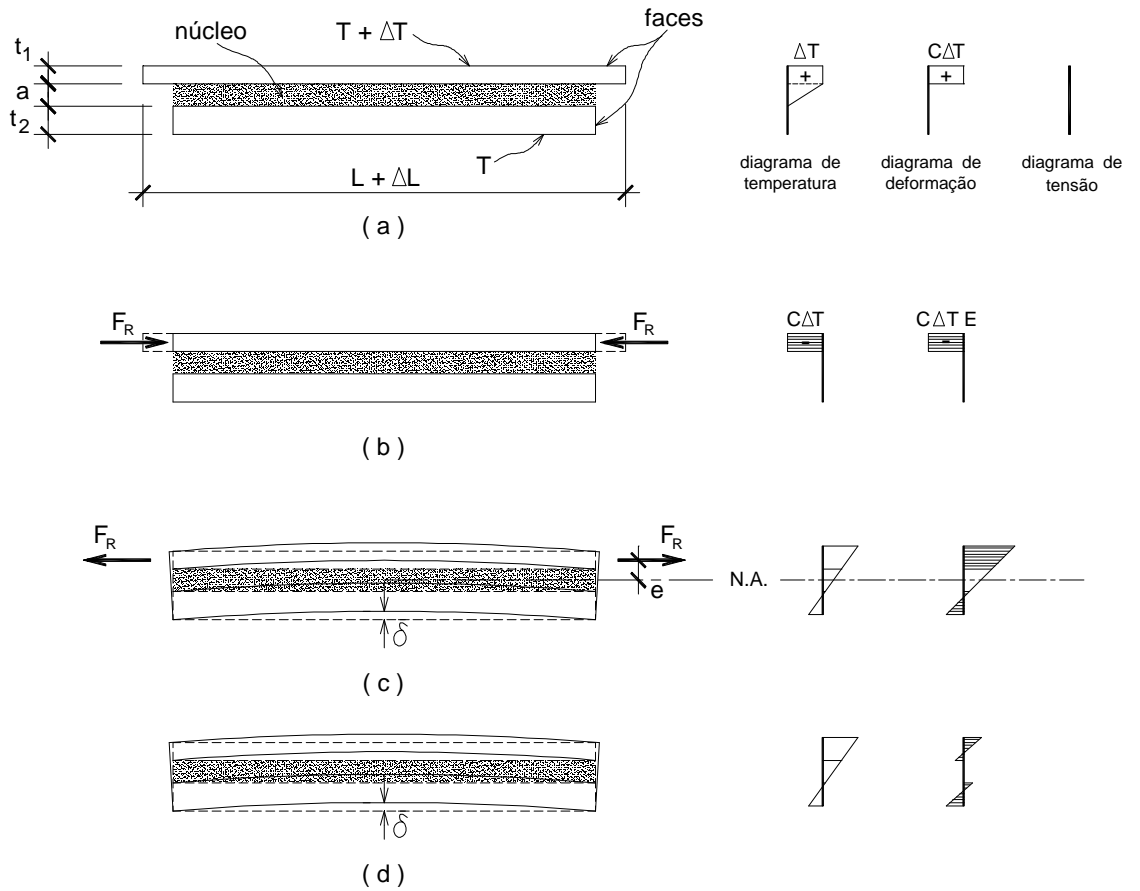 núcleo
T + ΔT
faces
t1
a
t2
T
L + ΔL
( a )
ΔT
+
CΔT
+
diagrama de
temperatura
diagrama de
deformação
diagrama de
tensão
FR
FR
CΔT
-
CΔT E
-
( b )
FR
FR
e
N.A.
δ
( c )
δ
( d )